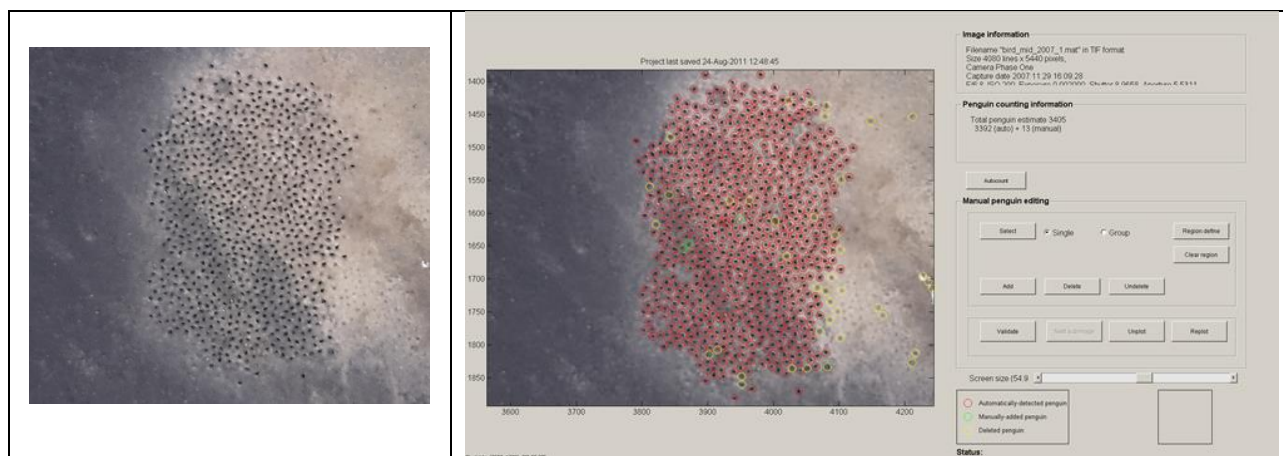 Project last saved 24-Aug-2011 12:48:45
1400
1450
1500
1550
1600
1650
1700
1750
1800
1850
3600
3700
3800
3900
4000
4100
4200
Image information
Filename "bird_mid_2007_1.mat" in TIF format
Size 4080 lines x 5440 pixels,
Camera Phase One
Capture date 2007:11:29 16:09:28
Penguin counting information
Total penguin estimate 3405
3392 (auto) + 13 (manual)
Autocount
Manual penguin editing
Select
Single
Group
Region define
Clear region
Add
Delete
Undelete
Validate
Unplot
Replot
Screen size (54.9
Automatically-detected penguin
Manually-added penguin
Deleted penguin
Status: